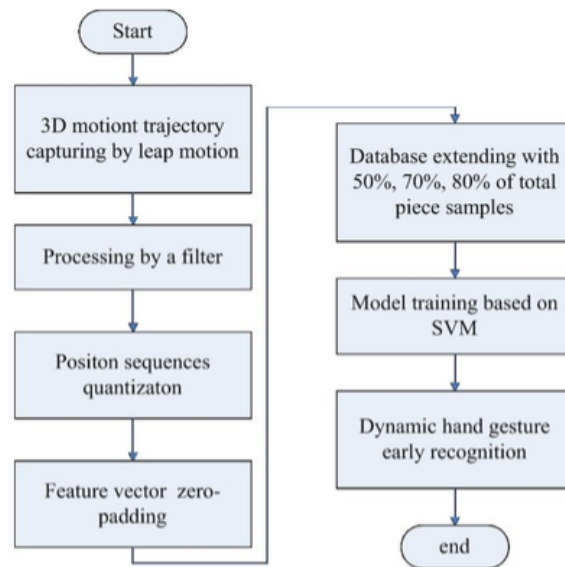 Start
3D motiont trajectory
capturing by leap motion
Processing by a filter
Positon sequences
quantizaton
Feature vector zero-
padding
Database extending with
50%, 70%, 80% of total
piece samples
Model training based on
SVM
Dynamic hand gesture
early recognition
end